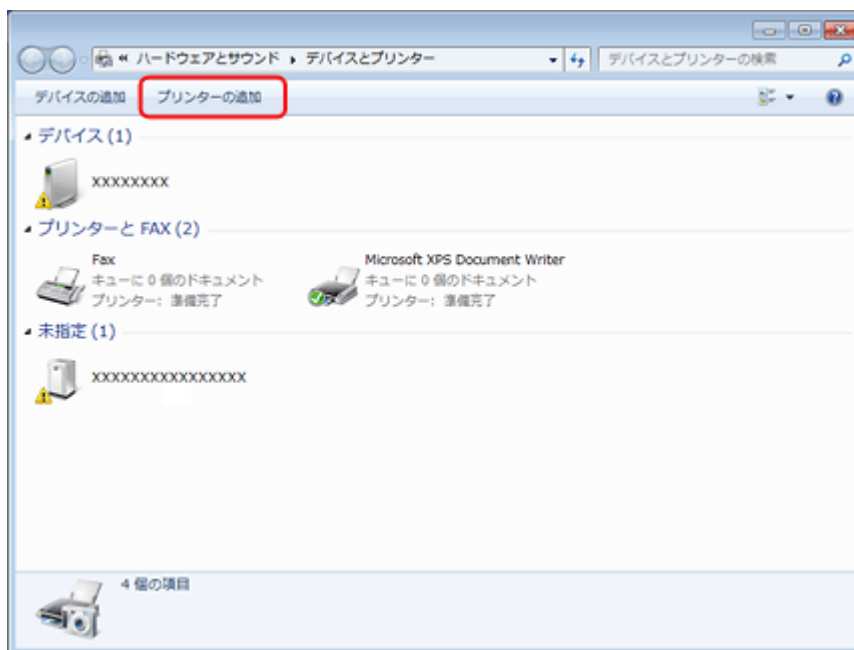 « ハードウェアとサウンド ▸ デバイスとプリンター
デバイスとプリンターの検索
デバイスの追加 プリンターの追加
デバイス (1)
XXXXXXXX
プリンターと FAX (2)
Fax
キューに 0 個のドキュメント
プリンター: 準備完了
Microsoft XPS Document Writer
キューに 0 個のドキュメント
プリンター: 準備完了
未指定 (1)
XXXXXXXXXXXXXXXX
4 個の項目